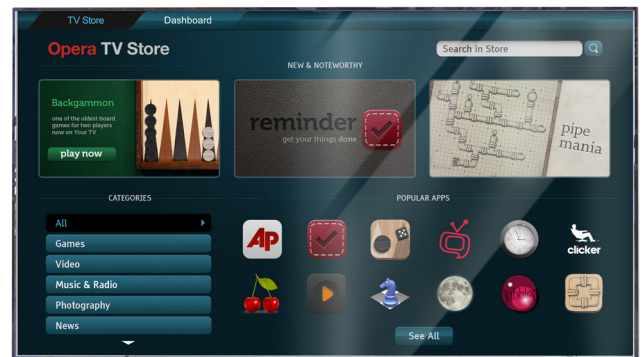 TV Store
Dashboard
Opera TV Store
Search in Store
NEW & NOTEWORTHY
Backgammon
one of the oldest board
games for two players
now on Your TV
play now
reminder
get your things done
pipe
mania
CATEGORIES
All
Games
Video
Music & Radio
Photography
News
POPULAR APPS
AP
clicker
See All